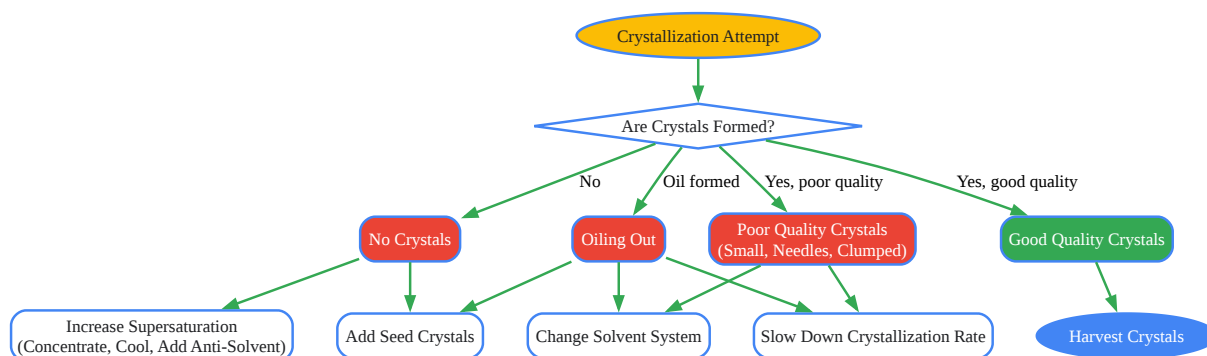 Crystallization Attempt
Are Crystals Formed?
No
Oil formed
Yes, poor quality
Yes, good quality
No Crystals
Oiling Out
Poor Quality Crystals
(Small, Needles, Clumped)
Good Quality Crystals
Increase Supersaturation
(Concentrate, Cool, Add Anti-Solvent)
Add Seed Crystals
Change Solvent System
Slow Down Crystallization Rate
Harvest Crystals